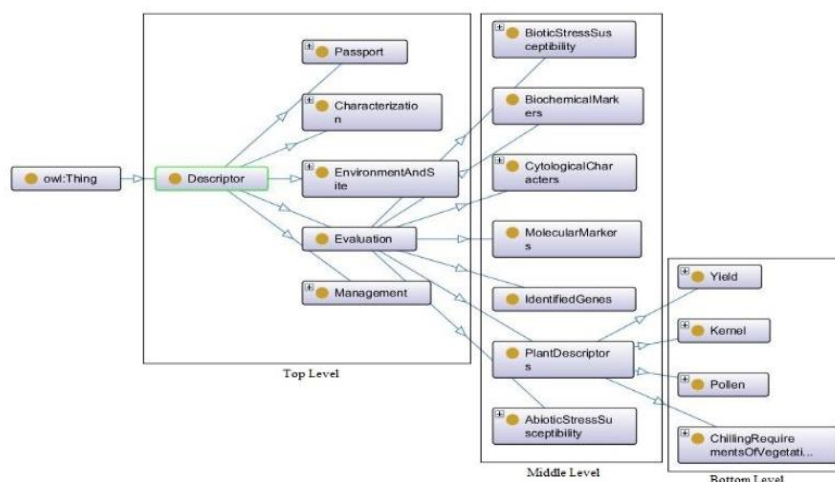 owl:Thing
Descriptor
Passport
Characterizatio
n
EnvironmentAndS
ite
Evaluation
Management
Top Level
BioticStressSus
ceptibility
BiochemicalMark
ers
CytologicalChar
acters
MolecularMarker
s
IdentifiedGenes
PlantDescriptor
s
AbioticStressSu
sceptibility
Middle Level
Yield
Kernel
Pollen
ChillingRequire
mentsOfVegetati...
Bottom Level